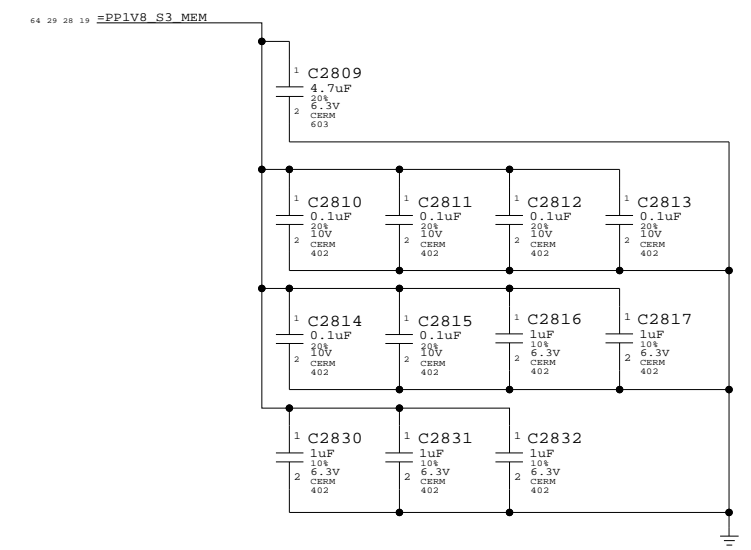 64 29 28 19 =PP1V8_S3_MEM
1 C2809
4.7uF
20%
2 6.3V
CERM
603
1 C2810
0.1uF
20%
2 10V
CERM
402
1 C2811
0.1uF
20%
2 10V
CERM
402
1 C2812
0.1uF
20%
2 10V
CERM
402
1 C2813
0.1uF
20%
2 10V
CERM
402
1 C2814
0.1uF
20%
2 10V
CERM
402
1 C2815
0.1uF
20%
2 10V
CERM
402
1 C2816
1uF
10%
2 6.3V
CERM
402
1 C2817
1uF
10%
2 6.3V
CERM
402
1 C2830
1uF
10%
2 6.3V
CERM
402
1 C2831
1uF
10%
2 6.3V
CERM
402
1 C2832
1uF
10%
2 6.3V
CERM
402